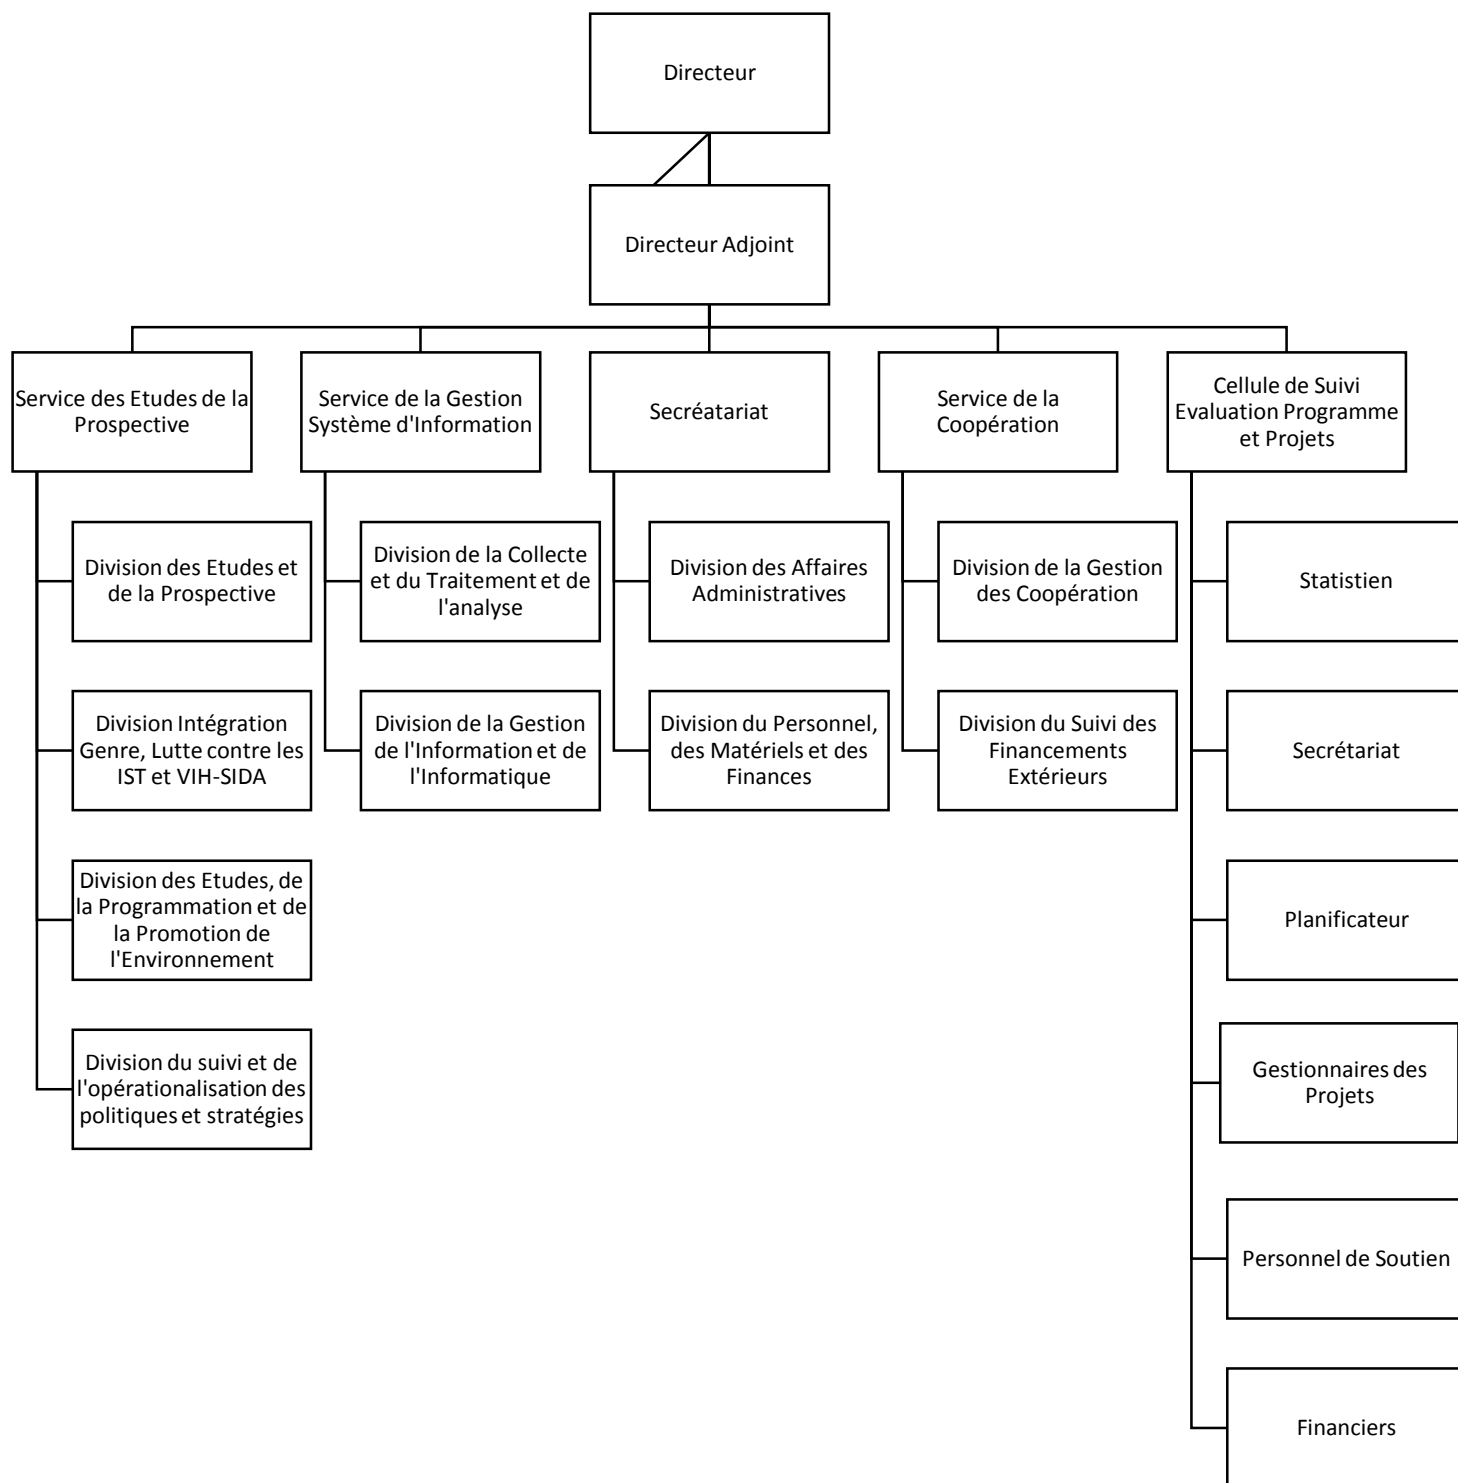 Directeur
Directeur Adjoint
Service des Etudes de la
Prospective
Service de la Gestion
Système d'Information
Secréatariat
Service de la
Coopération
Cellule de Suivi
Evaluation Programme
et Projets
Division des Etudes et
de la Prospective
Division Intégration
Genre, Lutte contre les
IST et VIH-SIDA
Division des Etudes, de
la Programmation et de
la Promotion de
l'Environnement
Division du suivi et de
l'opérationalisation des
politiques et stratégies
Division de la Collecte
et du Traitement et de
l'analyse
Division de la Gestion
de l'Information et de
l'Informatique
Division des Affaires
Administratives
Division du Personnel,
des Matériels et des
Finances
Division de la Gestion
des Coopération
Division du Suivi des
Financements
Extérieurs
Statistien
Secrétariat
Planificateur
Gestionnaires des
Projets
Personnel de Soutien
Financiers